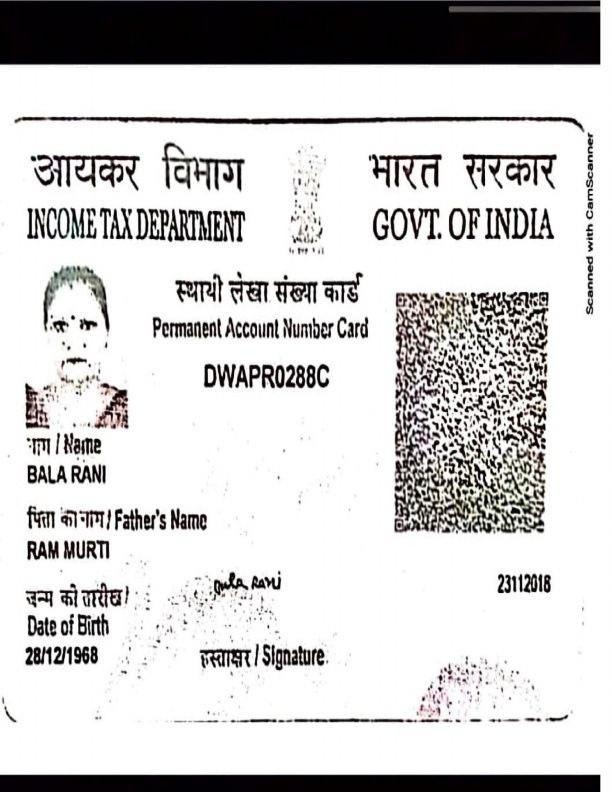 आयकर विभाग
INCOME TAX DEPARTMENT
भारत सरकार
GOVT. OF INDIA
स्थायी लेखा संख्या कार्ड
Permanent Account Number Card
DWAPR0288C
नाम / Name
BALA RANI
पिता का नाम / Father's Name
RAM MURTI
जन्म की तारीख /
Date of Birth
28/12/1968
Bala Rani
हस्ताक्षर / Signature
23112018
Scanned with CamScanner